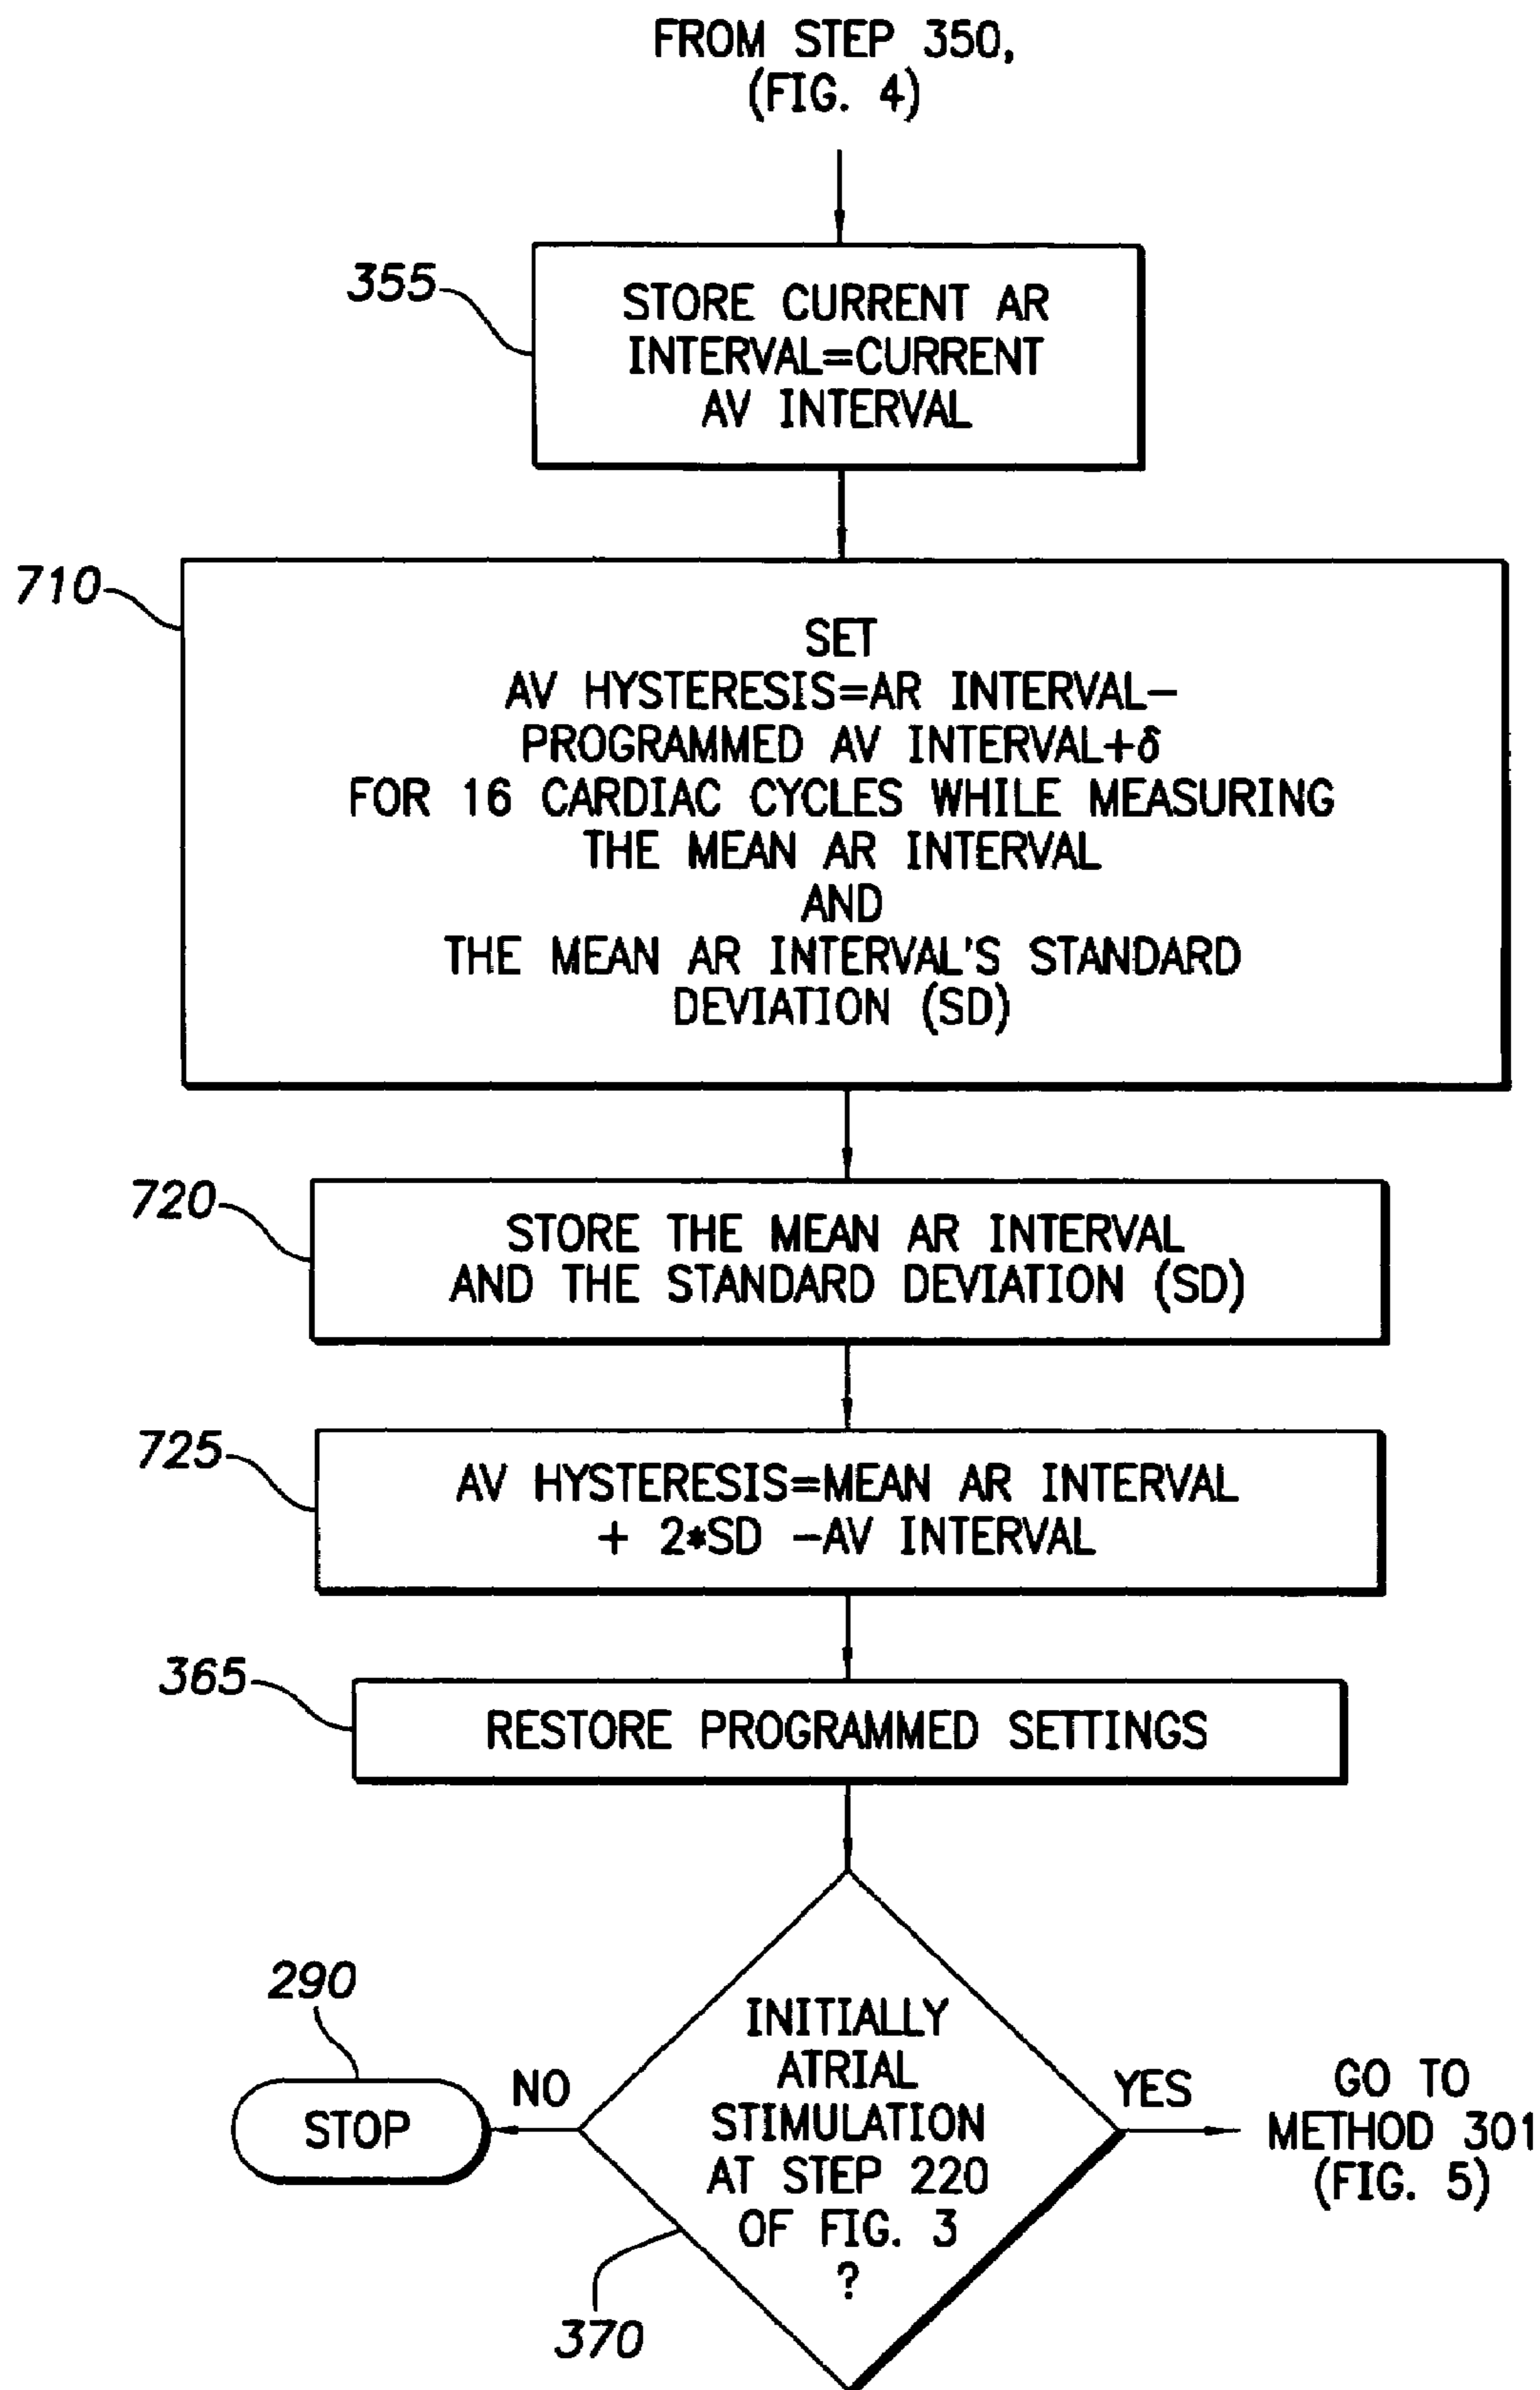 FROM STEP 350,
(FIG. 4)
355
STORE CURRENT AR
INTERVAL=CURRENT
AV INTERVAL
710
SET
AV HYSTERESIS=AR INTERVAL-
PROGRAMMED AV INTERVAL+δ
FOR 16 CARDIAC CYCLES WHILE MEASURING
THE MEAN AR INTERVAL
AND
THE MEAN AR INTERVAL'S STANDARD
DEVIATION (SD)
720
STORE THE MEAN AR INTERVAL
AND THE STANDARD DEVIATION (SD)
725
AV HYSTERESIS=MEAN AR INTERVAL
+ 2*SD -AV INTERVAL
365
RESTORE PROGRAMMED SETTINGS
290
STOP
NO
INITIALLY
ATRIAL
STIMULATION
AT STEP 220
OF FIG. 3
?
YES
GO TO
METHOD 301
(FIG. 5)
370